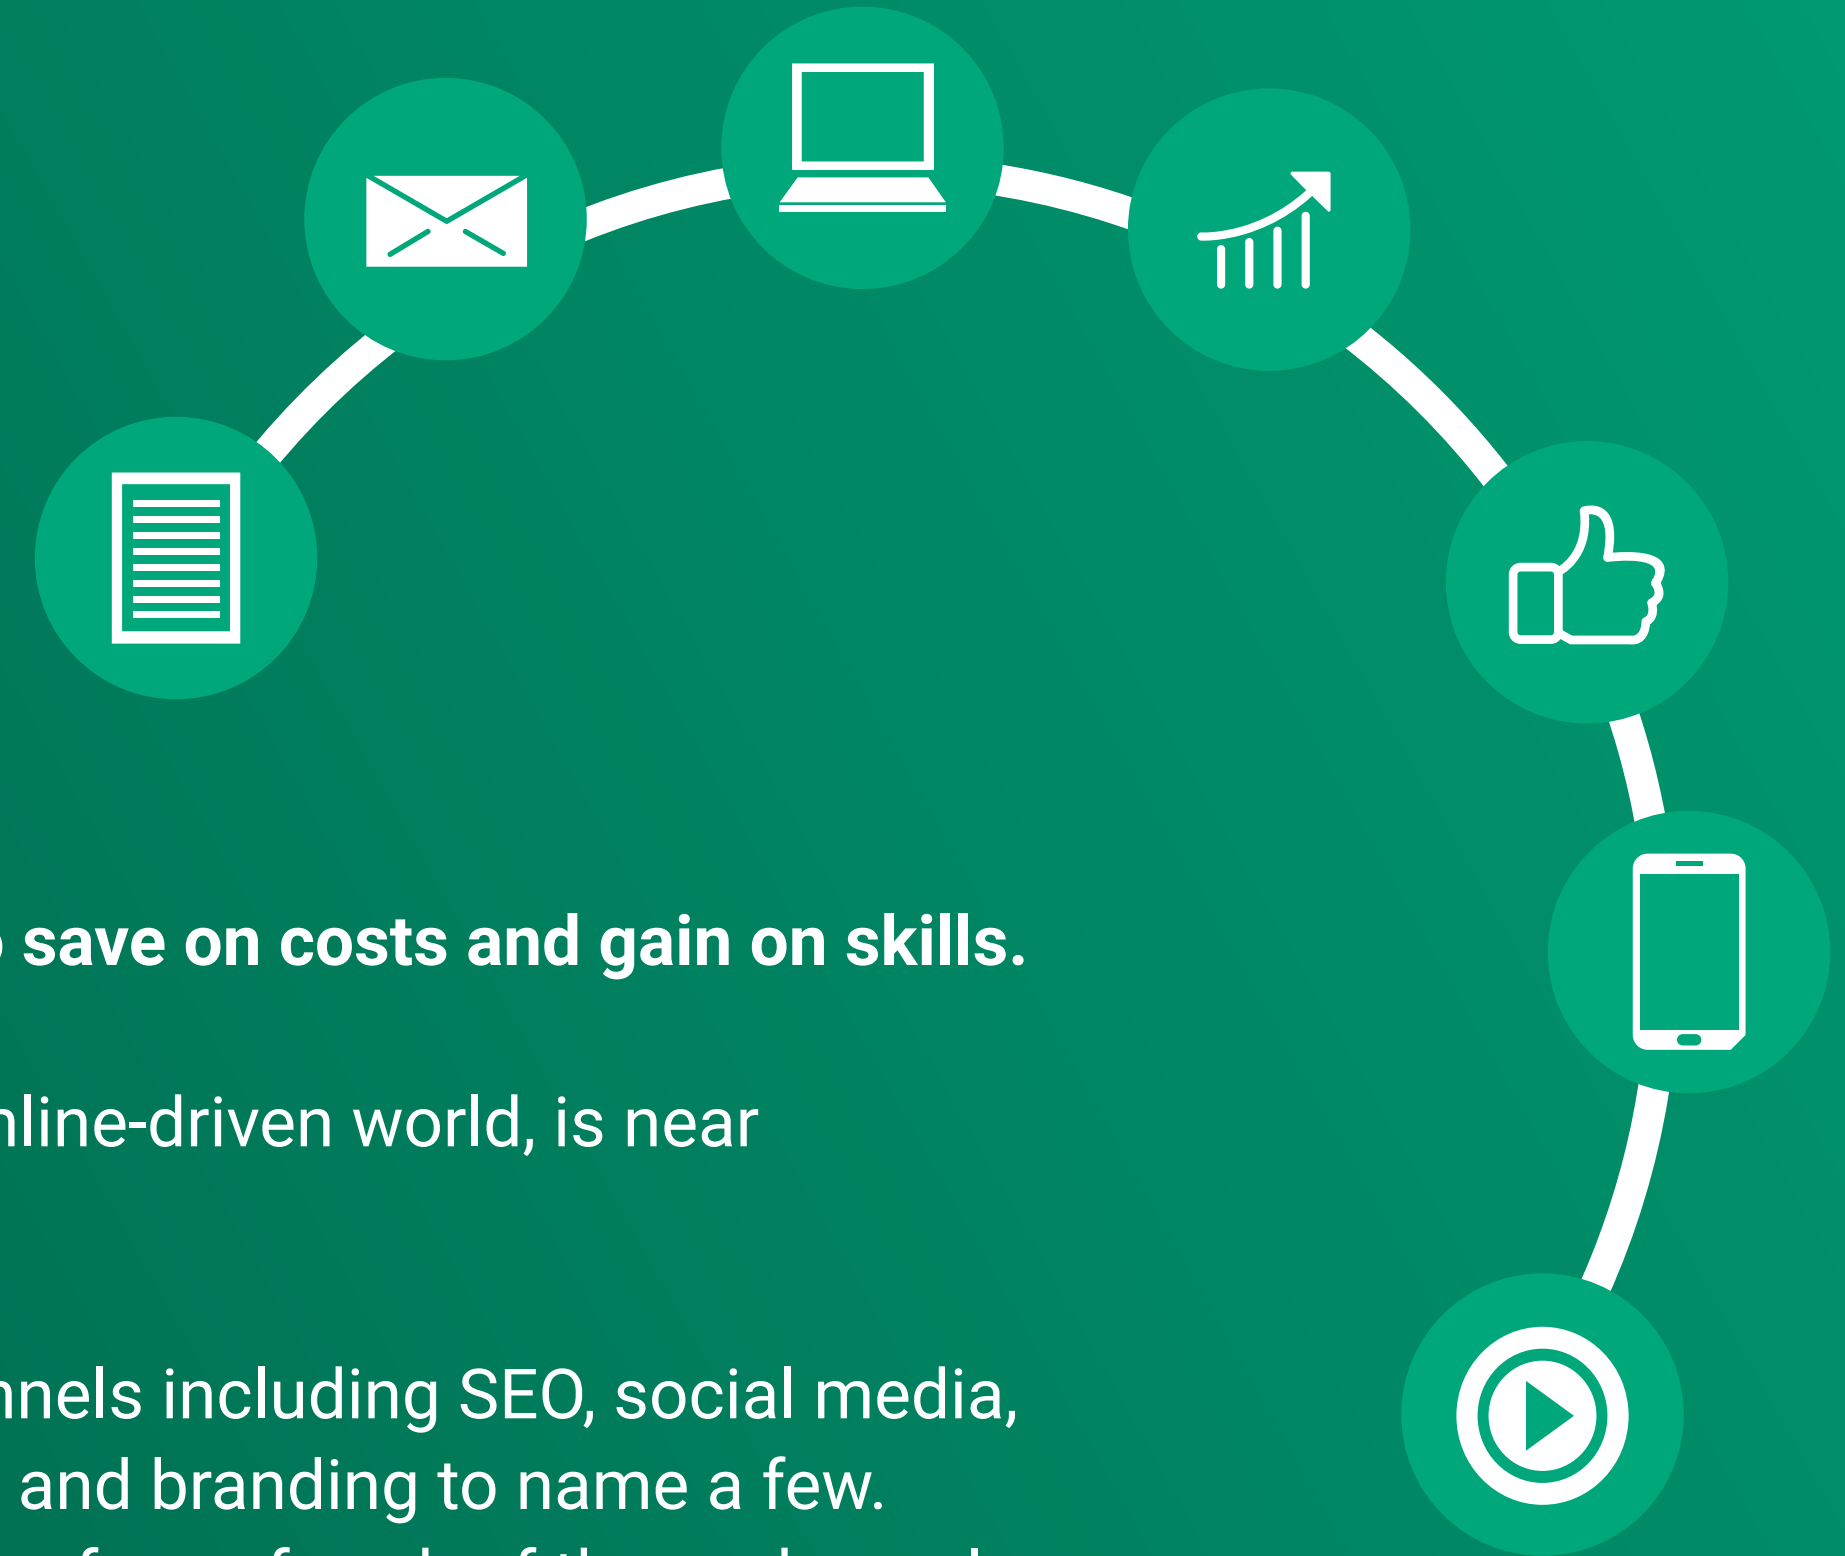 save on costs and gain on skills.
nline-driven world, is near
nnels including SEO, social media,
and branding to name a few.